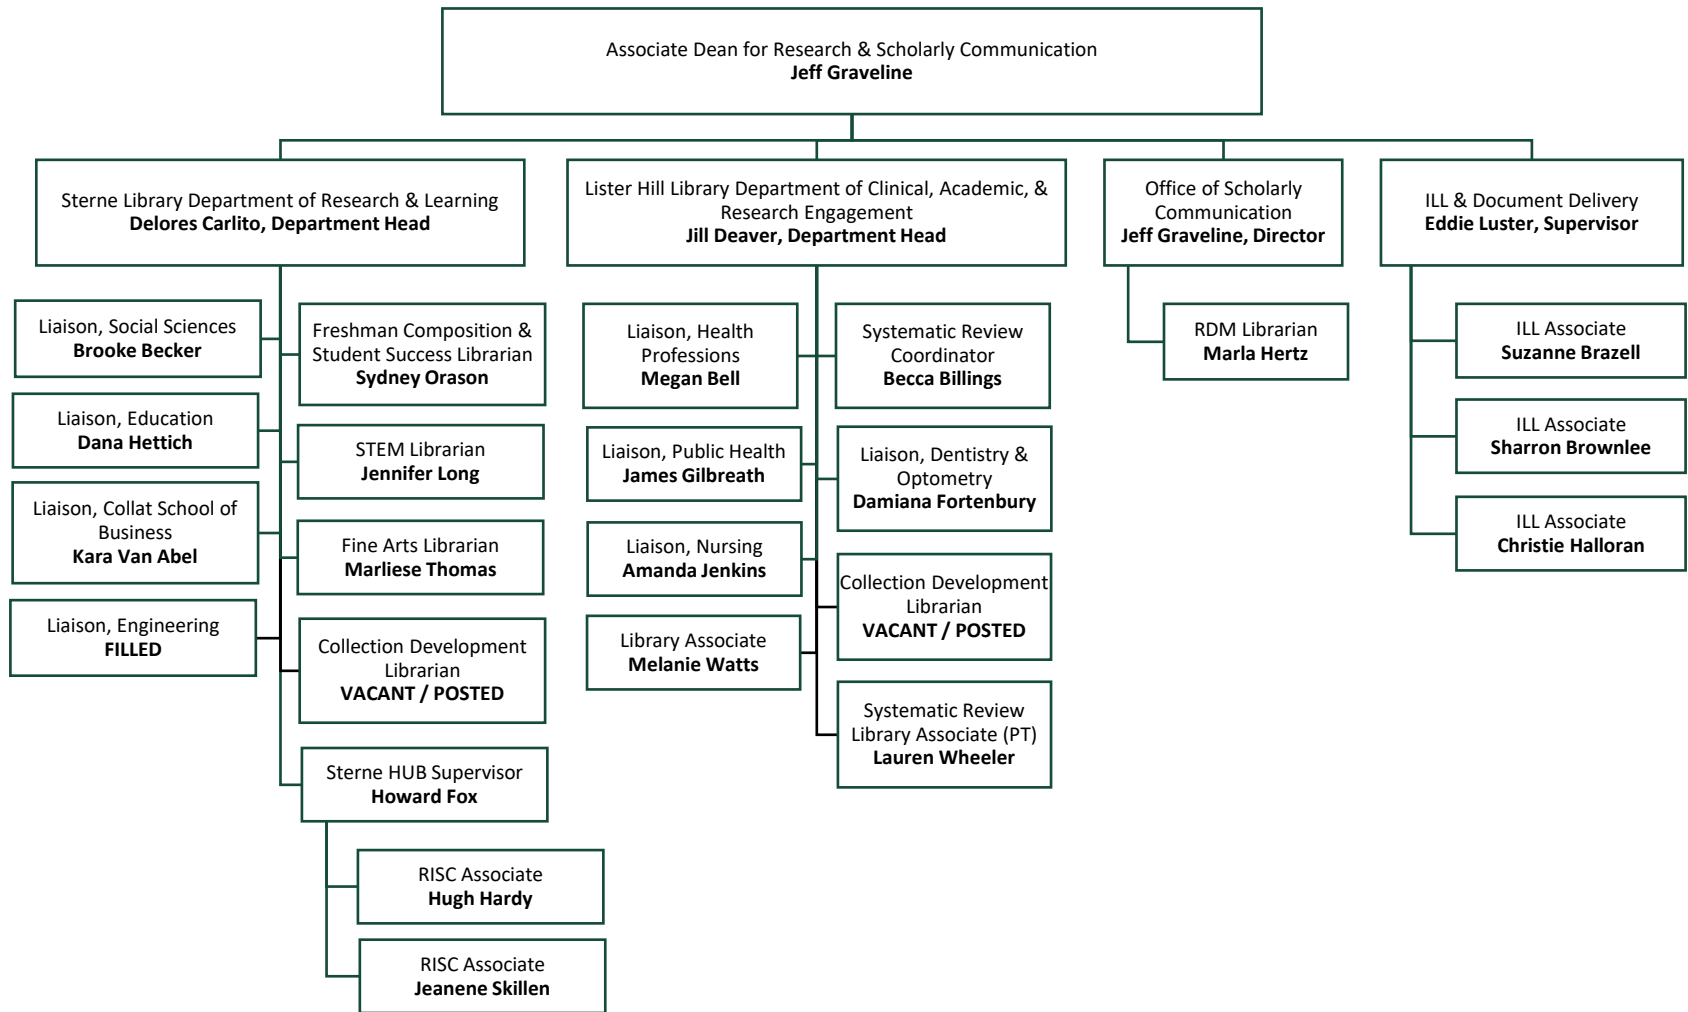 Associate Dean for Research & Scholarly Communication
Jeff Graveline
Sterne Library Department of Research & Learning
Delores Carlito, Department Head
Lister Hill Library Department of Clinical, Academic, &
Research Engagement
Jill Deaver, Department Head
Office of Scholarly
Communication
Jeff Graveline, Director
ILL & Document Delivery
Eddie Luster, Supervisor
Liaison, Social Sciences
Brooke Becker
Freshman Composition &
Student Success Librarian
Sydney Orason
Liaison, Education
Dana Hettich
STEM Librarian
Jennifer Long
Liaison, Collat School of
Business
Kara Van Abel
Fine Arts Librarian
Marliese Thomas
Liaison, Engineering
FILLED
Collection Development
Librarian
VACANT / POSTED
Sterne HUB Supervisor
Howard Fox
RISC Associate
Hugh Hardy
RISC Associate
Jeanene Skillen
Liaison, Health
Professions
Megan Bell
Systematic Review
Coordinator
Becca Billings
Liaison, Public Health
James Gilbreath
Liaison, Dentistry &
Optometry
Damiana Fortenbury
Liaison, Nursing
Amanda Jenkins
Collection Development
Librarian
VACANT / POSTED
Library Associate
Melanie Watts
Systematic Review
Library Associate (PT)
Lauren Wheeler
RDM Librarian
Marla Hertz
ILL Associate
Suzanne Brazell
ILL Associate
Sharron Brownlee
ILL Associate
Christie Halloran